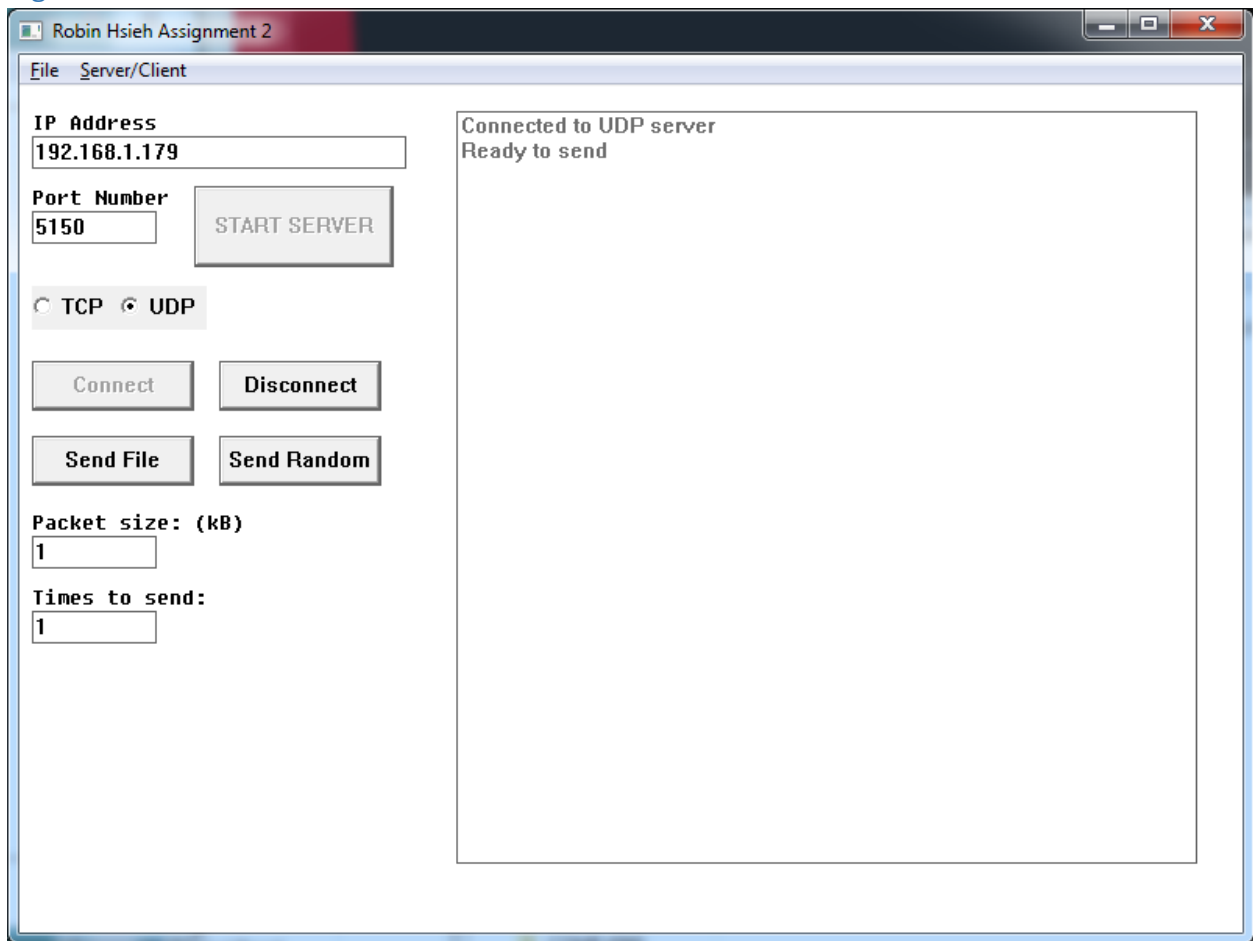 Robin Hsieh Assignment 2
File Server/Client
IP Address
192.168.1.179
Port Number
5150
START SERVER
TCP UDP
Connect Disconnect
Send File Send Random
Packet size: (kB)
1
Times to send:
1
Connected to UDP server
Ready to send